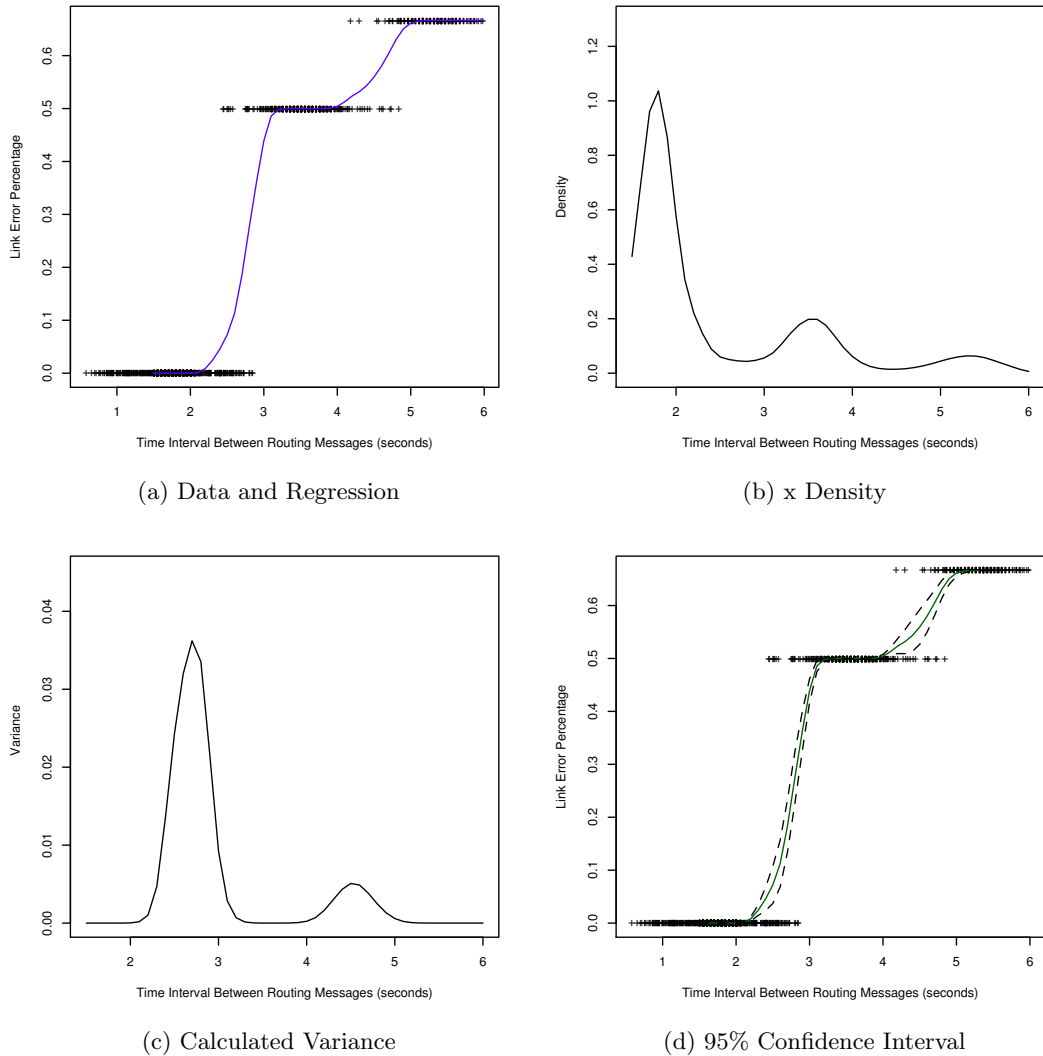 0.0 0.1 0.2 0.3 0.4 0.5 0.6
Link Error Percentage
1 2 3 4 5 6
Time Interval Between Routing Messages (seconds)
(a) Data and Regression
0.0 0.2 0.4 0.6 0.8 1.0 1.2
Density
2 3 4 5 6
Time Interval Between Routing Messages (seconds)
(b) x Density
0.00 0.01 0.02 0.03 0.04
Variance
2 3 4 5 6
Time Interval Between Routing Messages (seconds)
(c) Calculated Variance
0.0 0.1 0.2 0.3 0.4 0.5 0.6
Link Error Percentage
1 2 3 4 5 6
Time Interval Between Routing Messages (seconds)
(d) 95% Confidence Interval